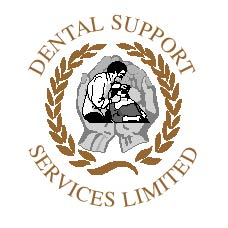 DENTAL SUPPORT
SERVICES LIMITED